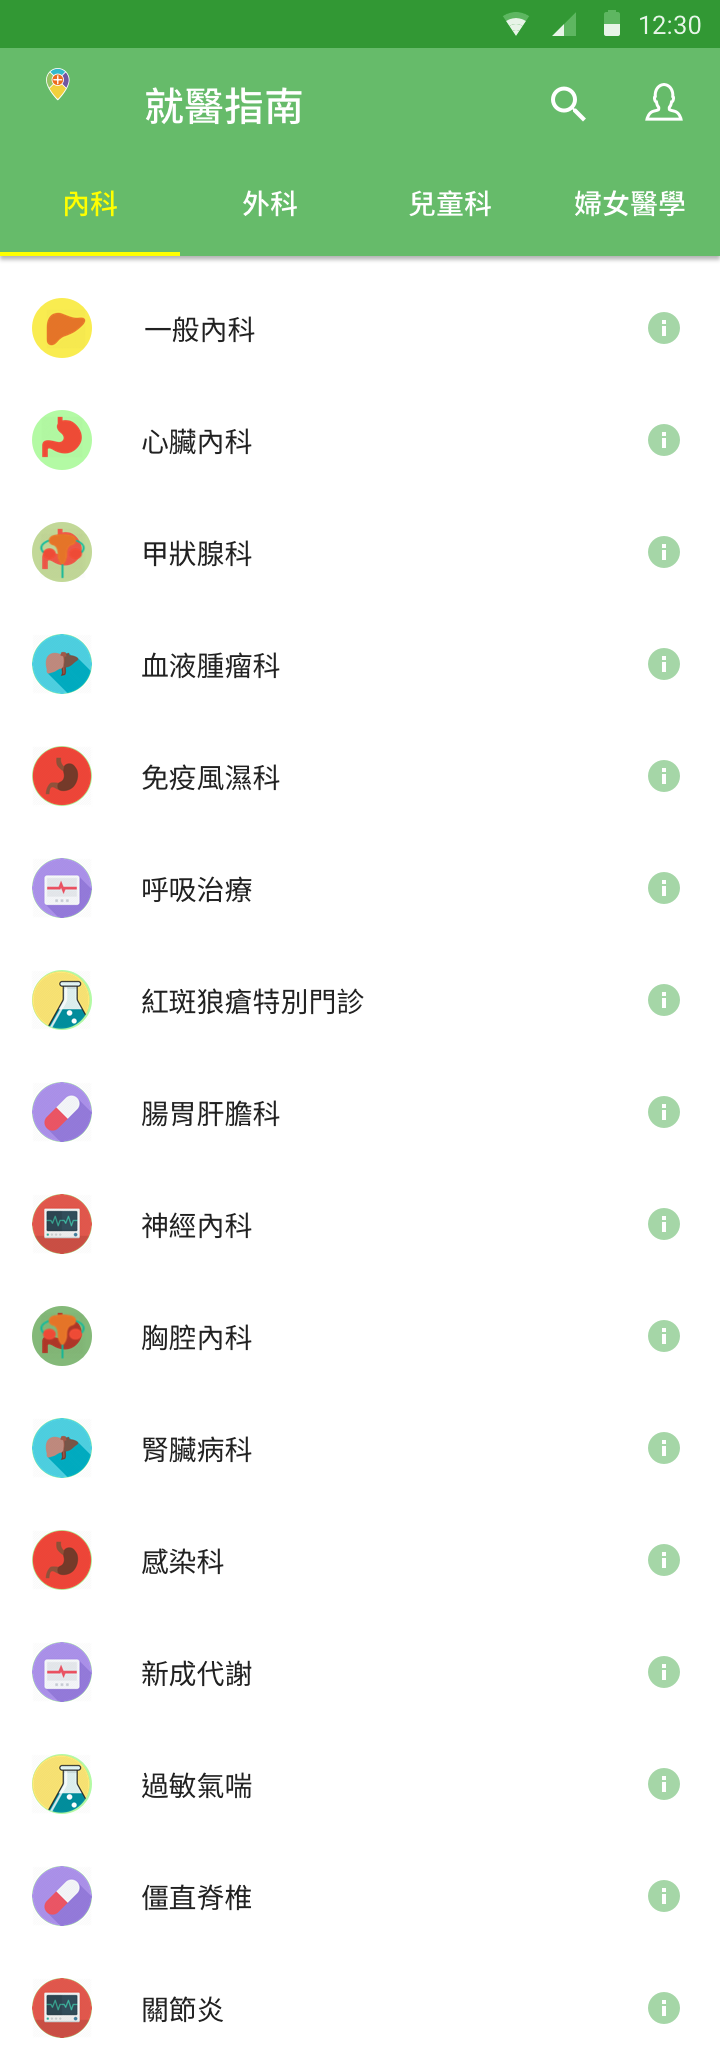 12:30
就醫指南
內科
外科
兒童科
婦女醫學
一般內科
心臟內科
甲狀腺科
血液腫瘤科
免疫風濕科
呼吸治療
紅斑狼瘡特別門診
腸胃肝膽科
神經內科
胸腔內科
腎臟病科
感染科
新成代謝
過敏氣喘
僵直脊椎
關節炎